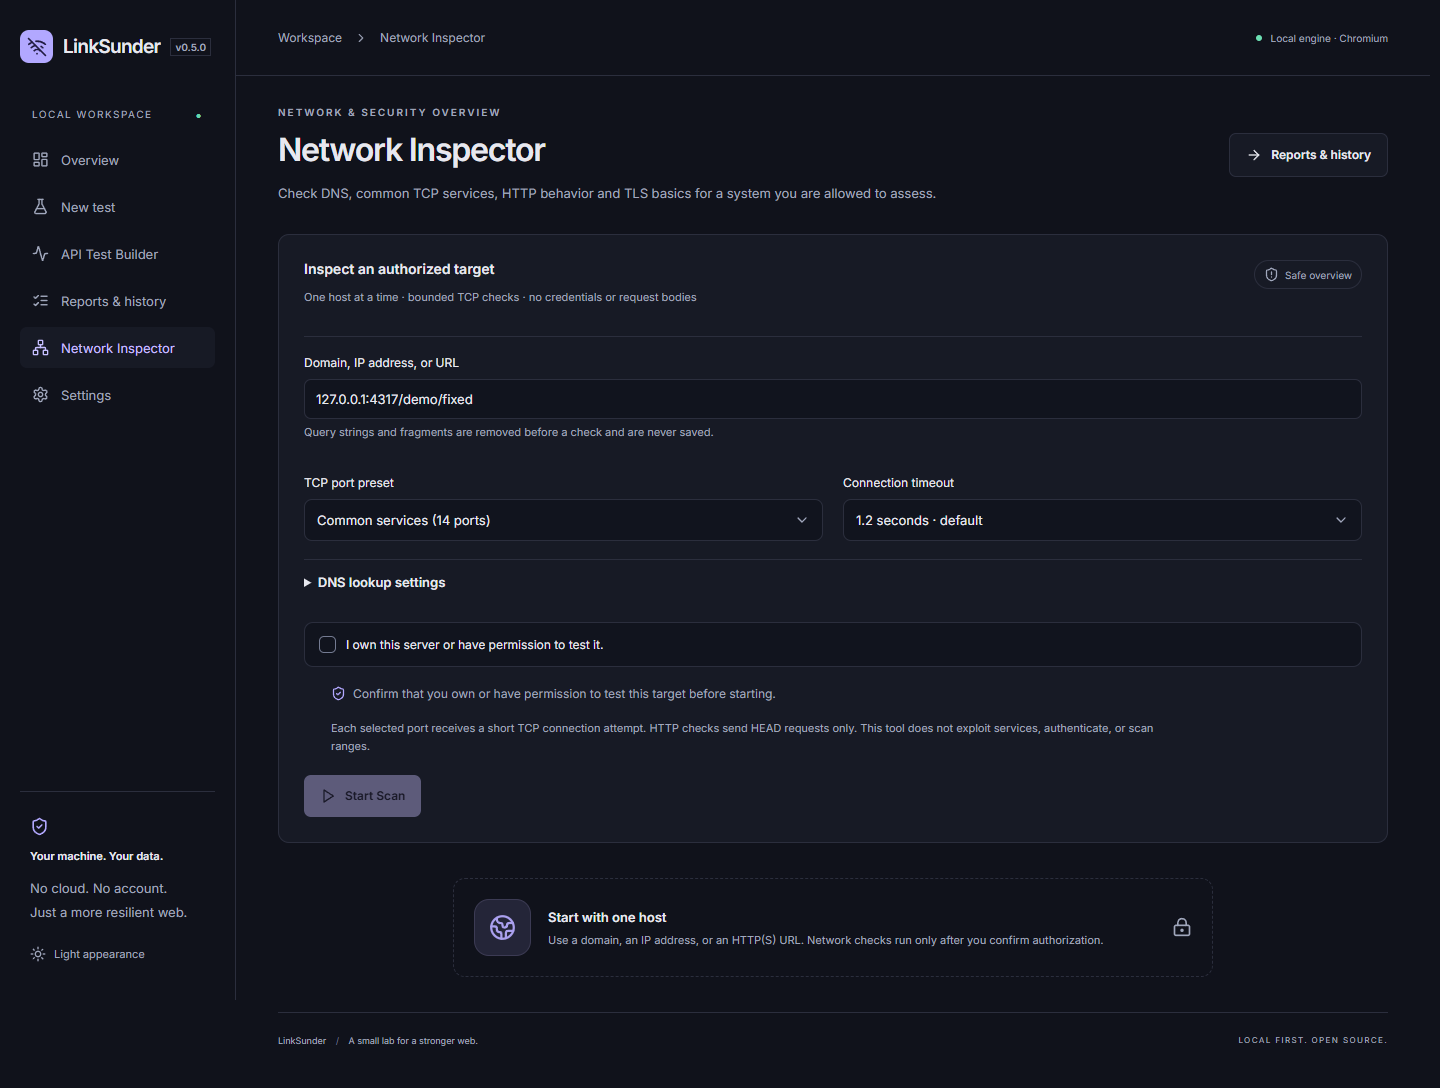 LinkSunder v0.5.0
LOCAL WORKSPACE
Overview
New test
API Test Builder
Reports & history
Network Inspector
Settings
Your machine. Your data.
No cloud. No account.
Just a more resilient web.
Light appearance
Workspace > Network Inspector
Local engine · Chromium
NETWORK & SECURITY OVERVIEW
Network Inspector
Check DNS, common TCP services, HTTP behavior and TLS basics for a system you are allowed to assess.
Reports & history
Inspect an authorized target
One host at a time · bounded TCP checks · no credentials or request bodies
Safe overview
Domain, IP address, or URL
127.0.0.1:4317/demo/fixed
Query strings and fragments are removed before a check and are never saved.
TCP port preset
Common services (14 ports)
Connection timeout
1.2 seconds · default
DNS lookup settings
I own this server or have permission to test it.
Confirm that you own or have permission to test this target before starting.
Each selected port receives a short TCP connection attempt. HTTP checks send HEAD requests only. This tool does not exploit services, authenticate, or scan
ranges.
Start Scan
Start with one host
Use a domain, an IP address, or an HTTP(S) URL. Network checks run only after you confirm authorization.
LinkSunder / A small lab for a stronger web.
LOCAL FIRST. OPEN SOURCE.